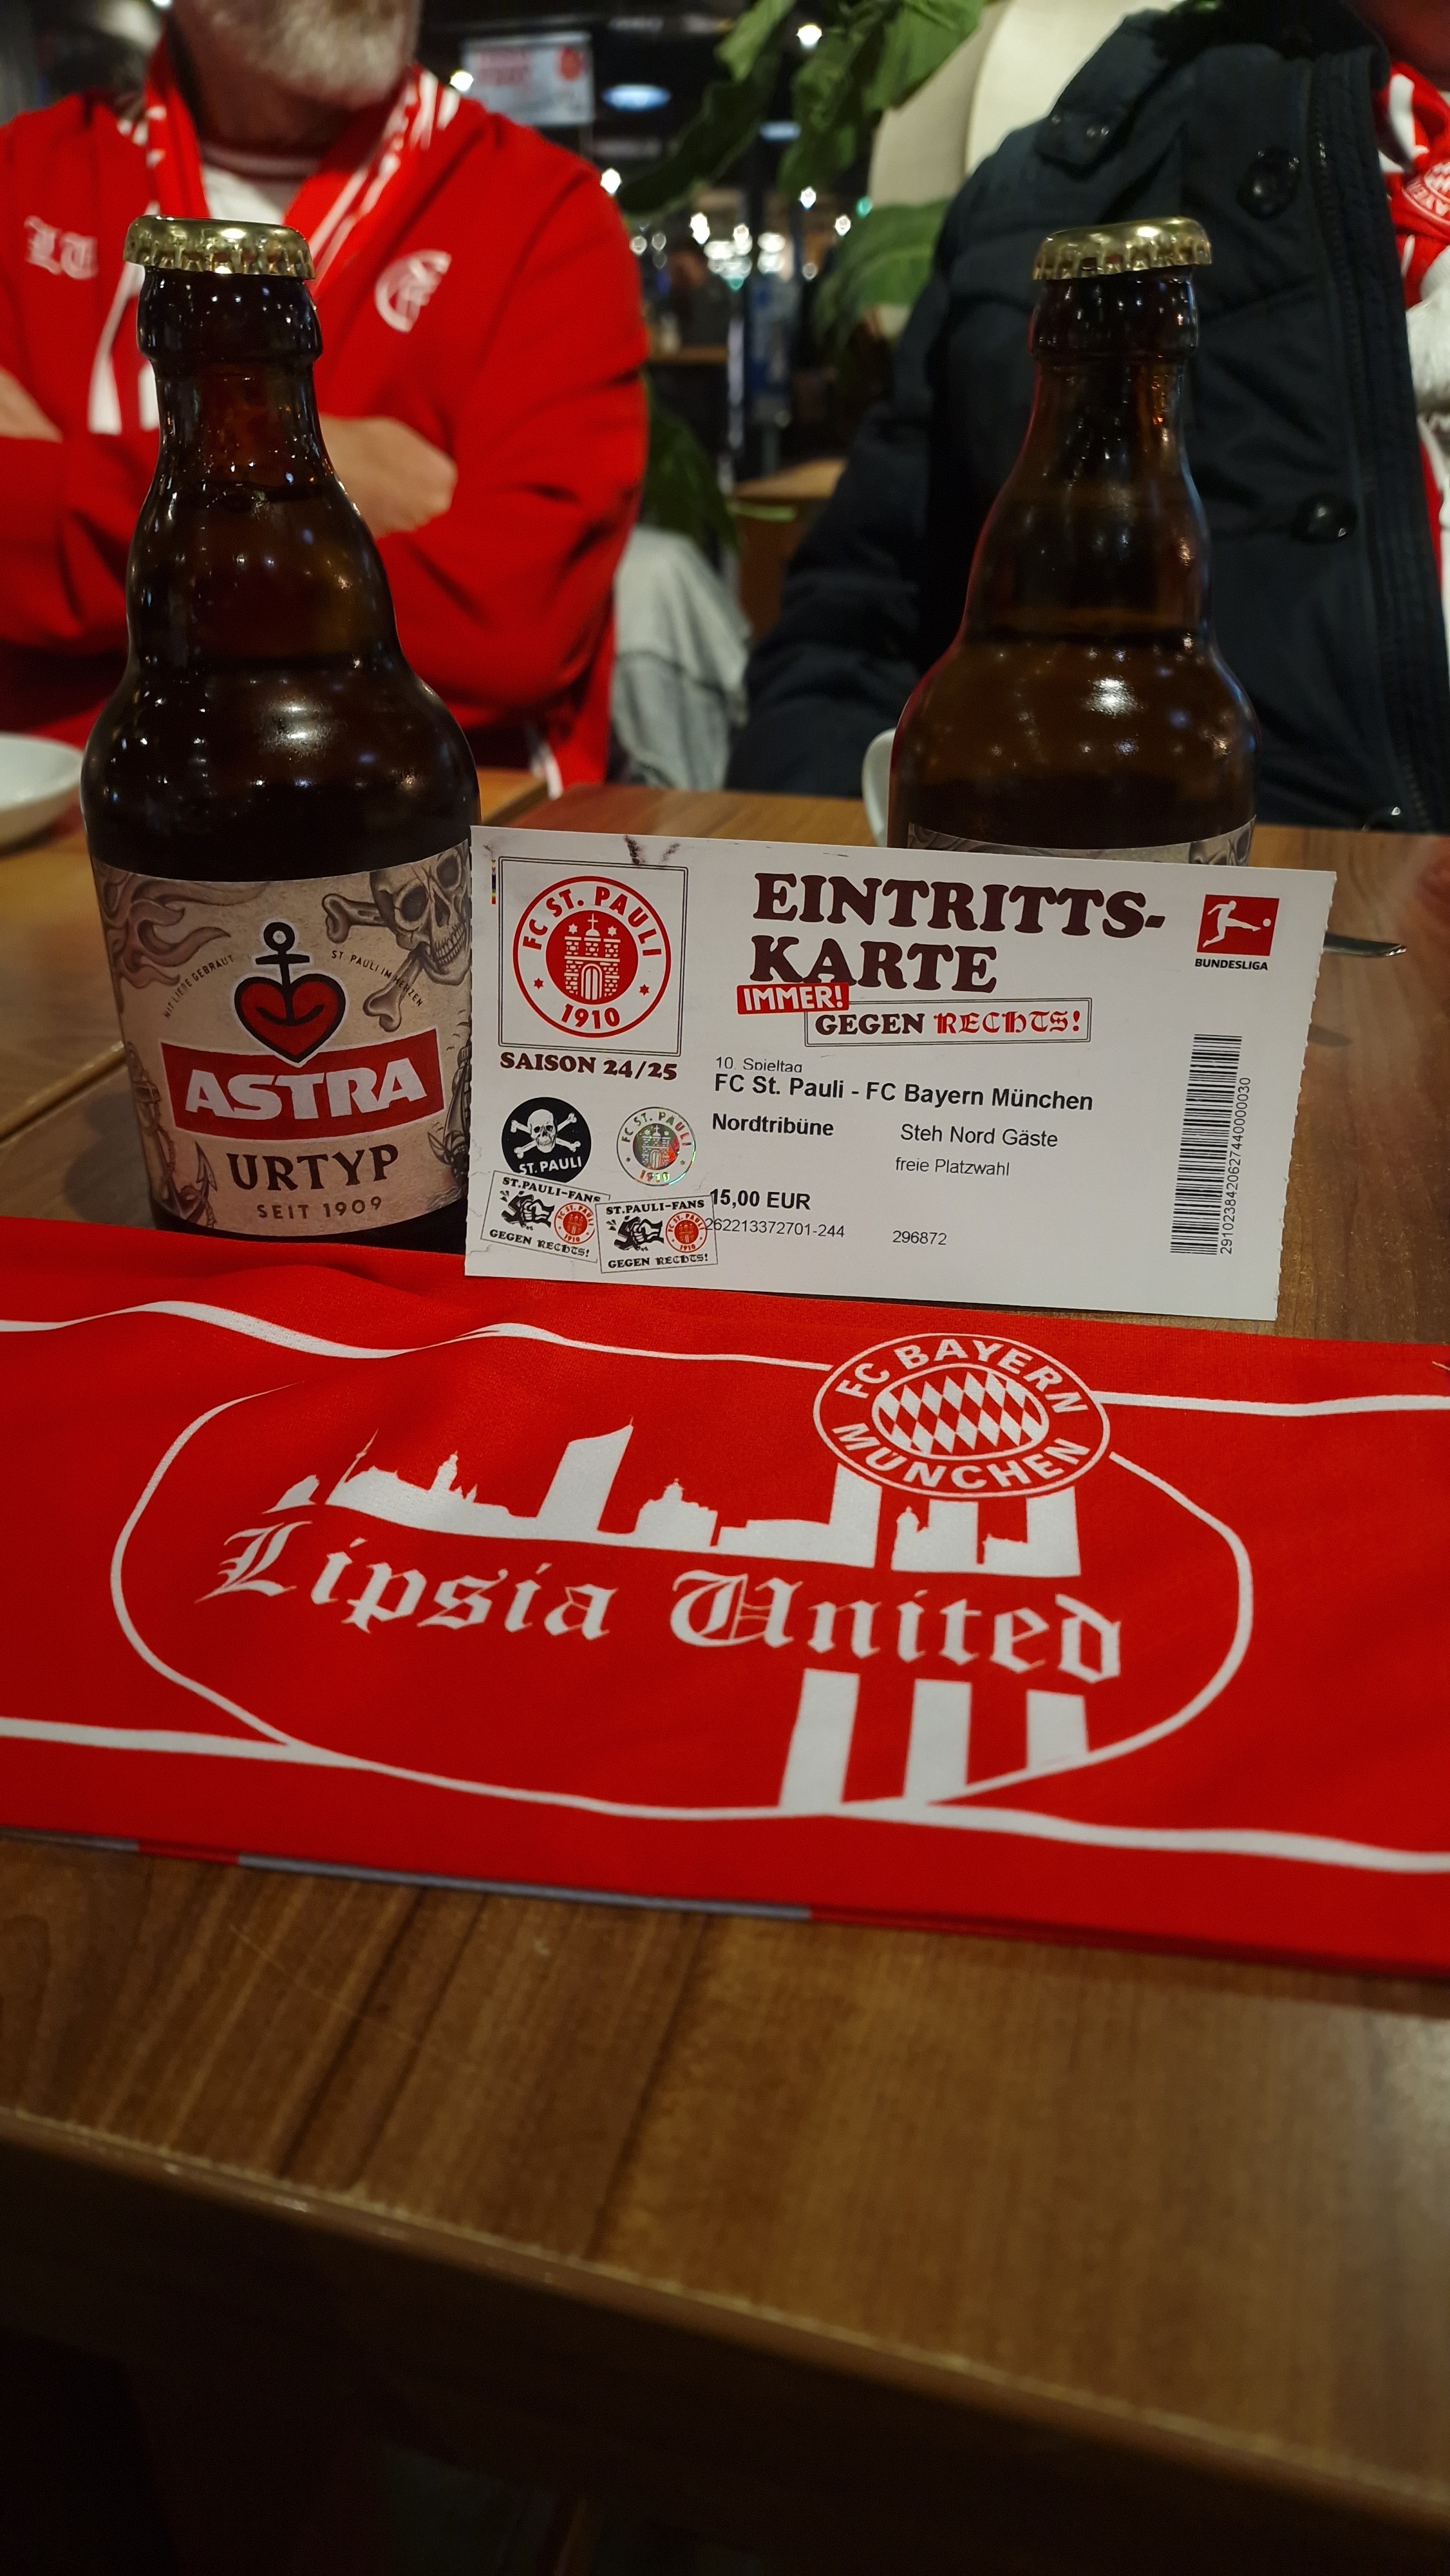 LU
MIT LIEBE GEBRAUT
ST. PAULI IM HERZEN
ASTRA
URTYP
SEIT 1909
FC ST. PAULI
1910
SAISON 24/25
ST. PAULI
FC ST. PAULI
1910
ST.PAULI-FANS
GEGEN RECHTS!
ST.PAULI-FANS
GEGEN RECHTS!
EINTRITTS-
KARTE
IMMER!
GEGEN RECHTS!
BUNDESLIGA
10. Spieltag
FC St. Pauli - FC Bayern München
Nordtribüne
Steh Nord Gäste
freie Platzwahl
15,00 EUR
262213372701-244
296872
291023842062744000030
FC BAYERN
MÜNCHEN
Lipsia United